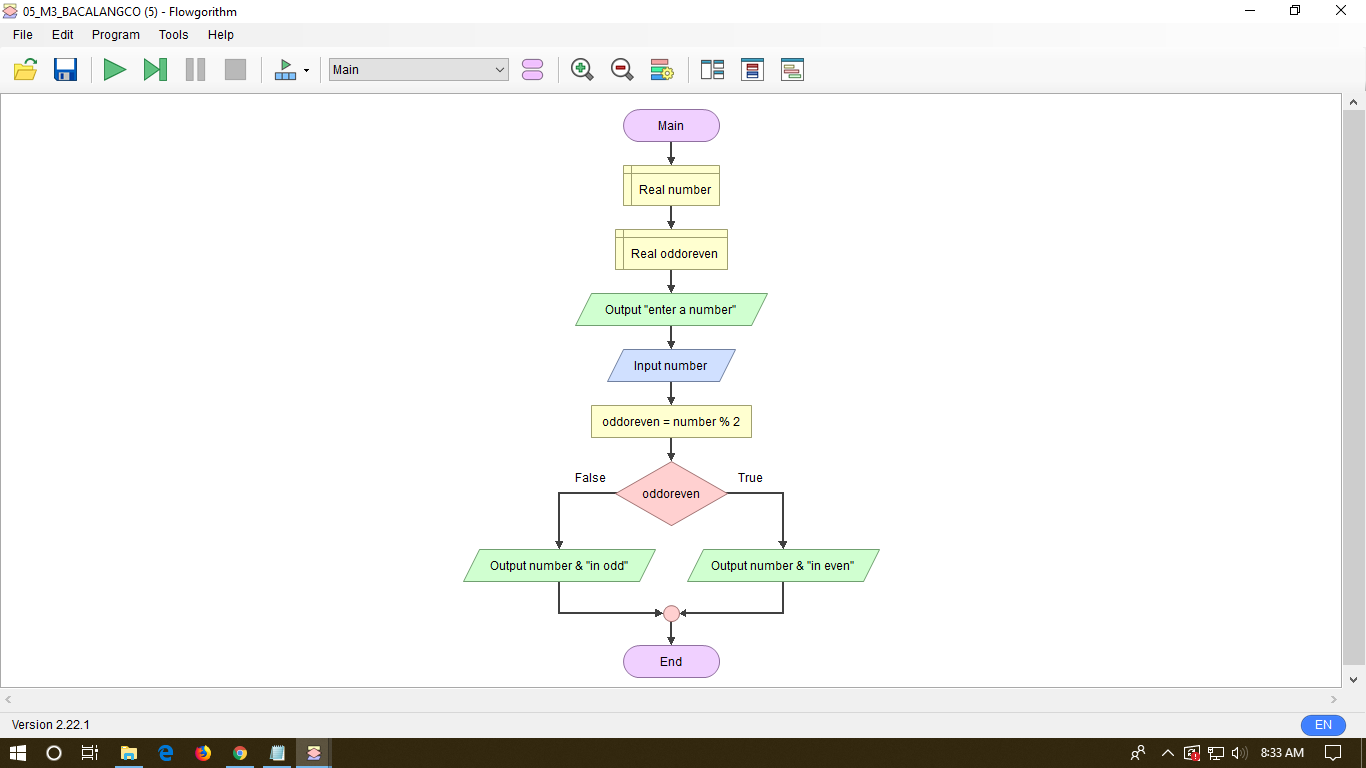 05_M3_BACALANGCO (5) - Flowgorithm
File Edit Program Tools Help
Main
Main
Real number
Real oddoreven
Output "enter a number"
Input number
oddoreven = number % 2
False
True
oddoreven
Output number & "in odd"
Output number & "in even"
End
Version 2.22.1
EN
8:33 AM